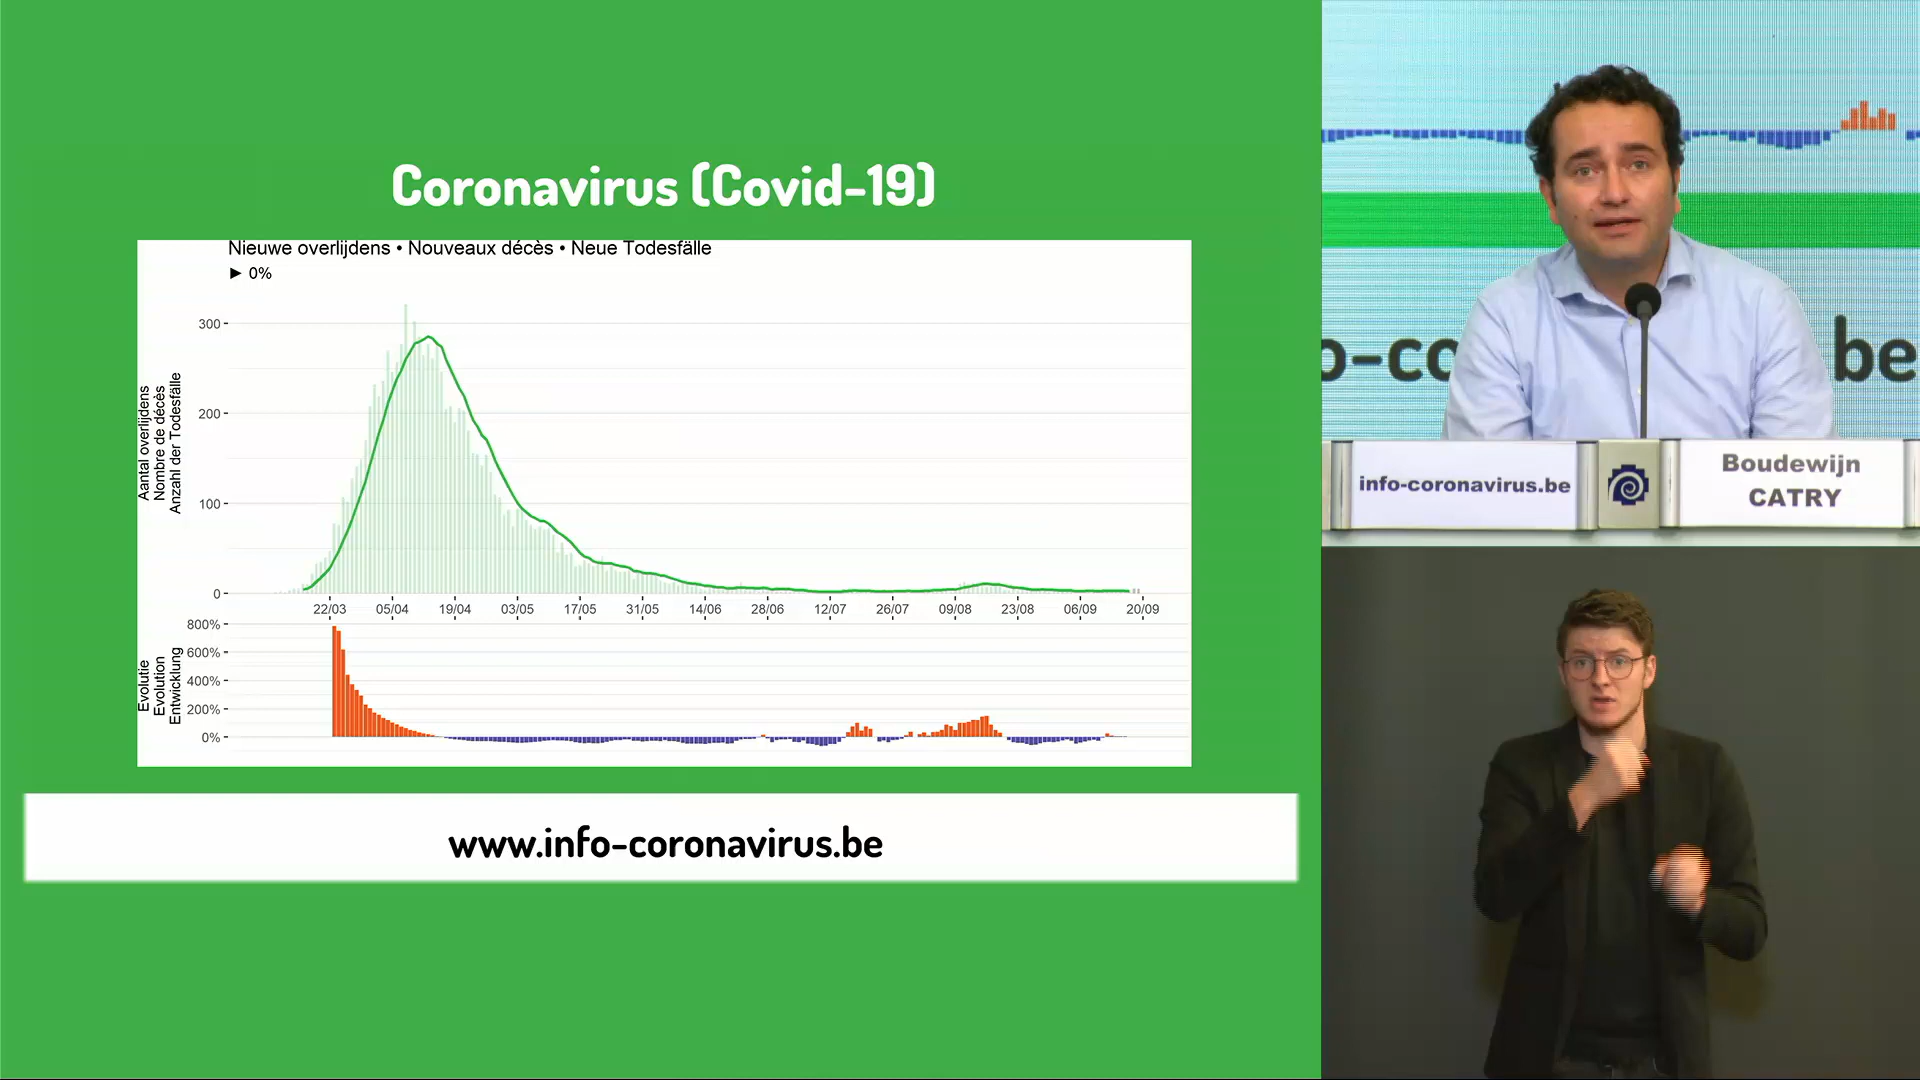 Coronavirus (Covid-19)
Nieuwe overlijdens • Nouveaux décès • Neue Todesfälle
► 0%
Aantal overlijdens
Nombre de décès
Anzahl der Todesfälle
300
200
100
0
22/03 05/04 19/04 03/05 17/05 31/05 14/06 28/06 12/07 26/07 09/08 23/08 06/09 20/09
Evolutie
Evolution
Entwicklung
800%
600%
400%
200%
0%
www.info-coronavirus.be
o-co be
info-coronavirus.be
Boudewijn
CATRY